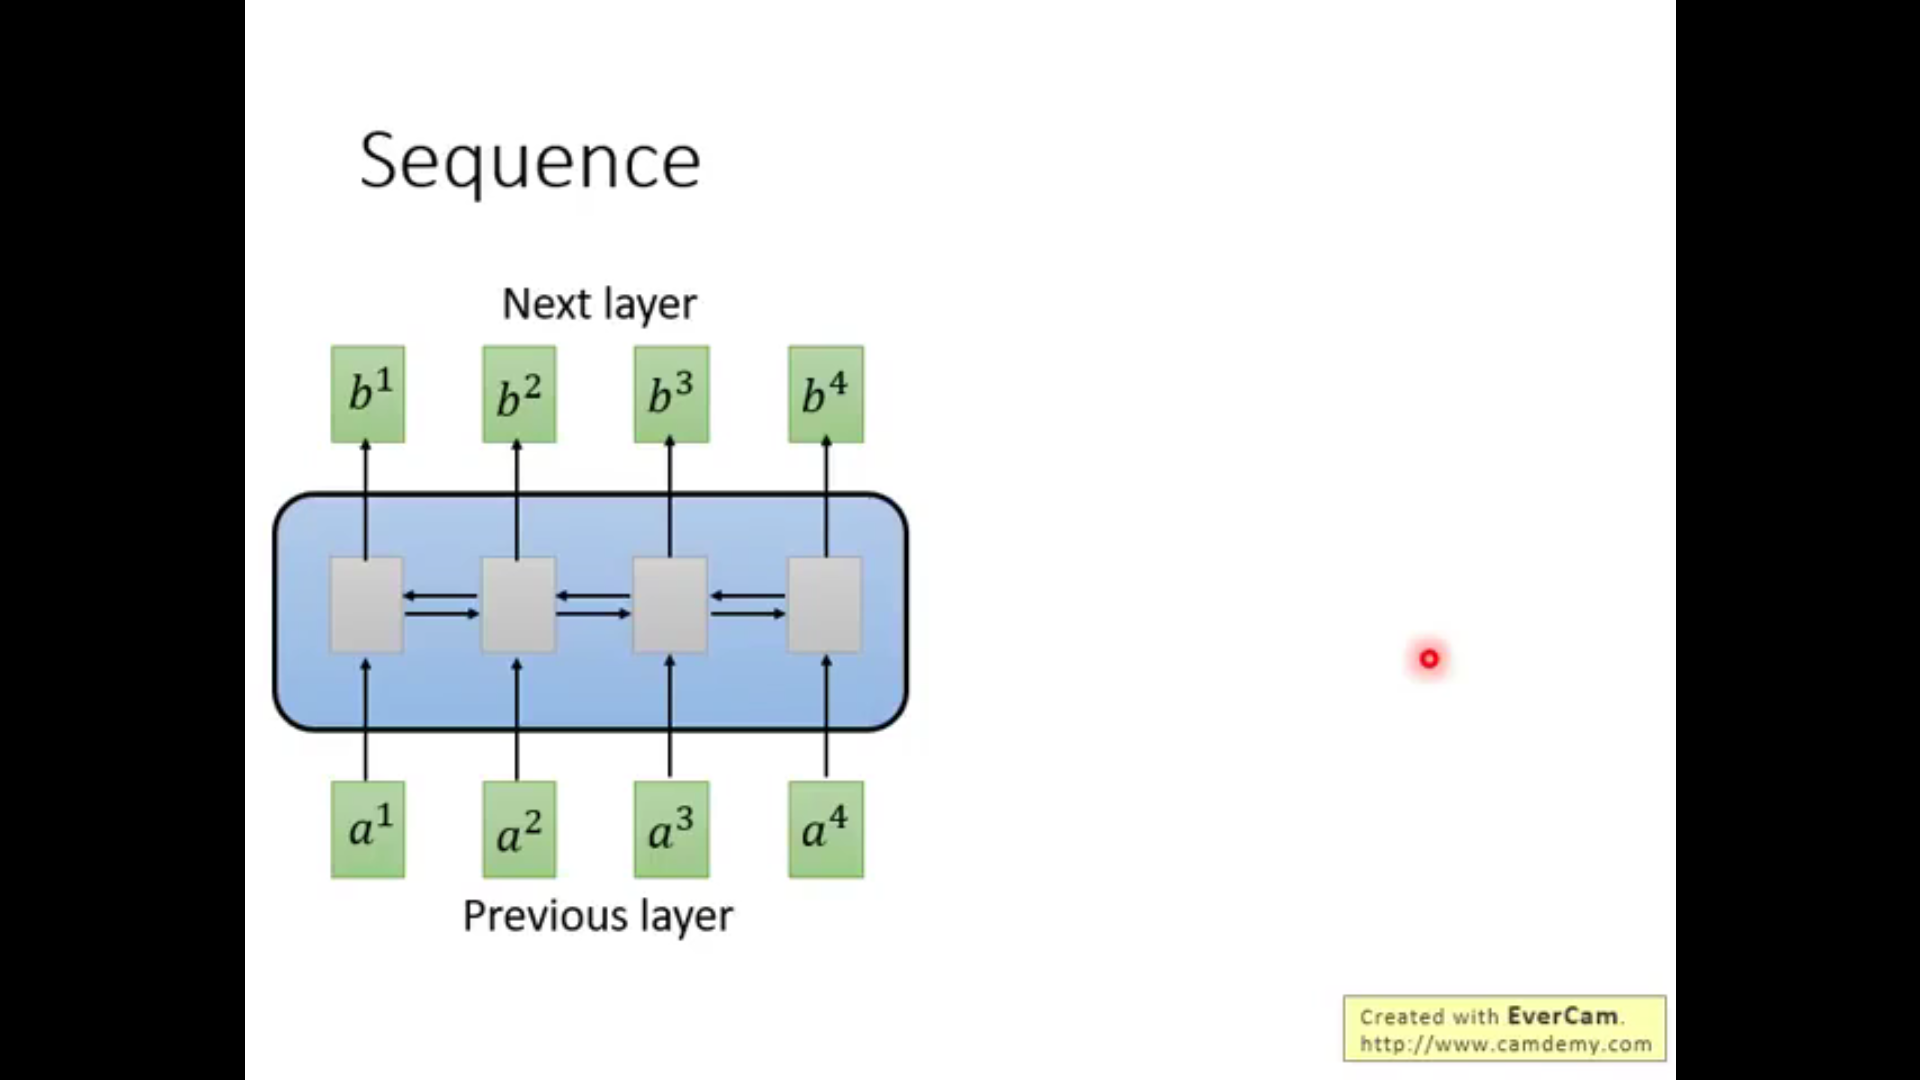 Sequence
Next layer
b¹ b² b³ b⁴
a¹ a² a³ a⁴
Previous layer
Created with EverCam.
http://www.camdemy.com